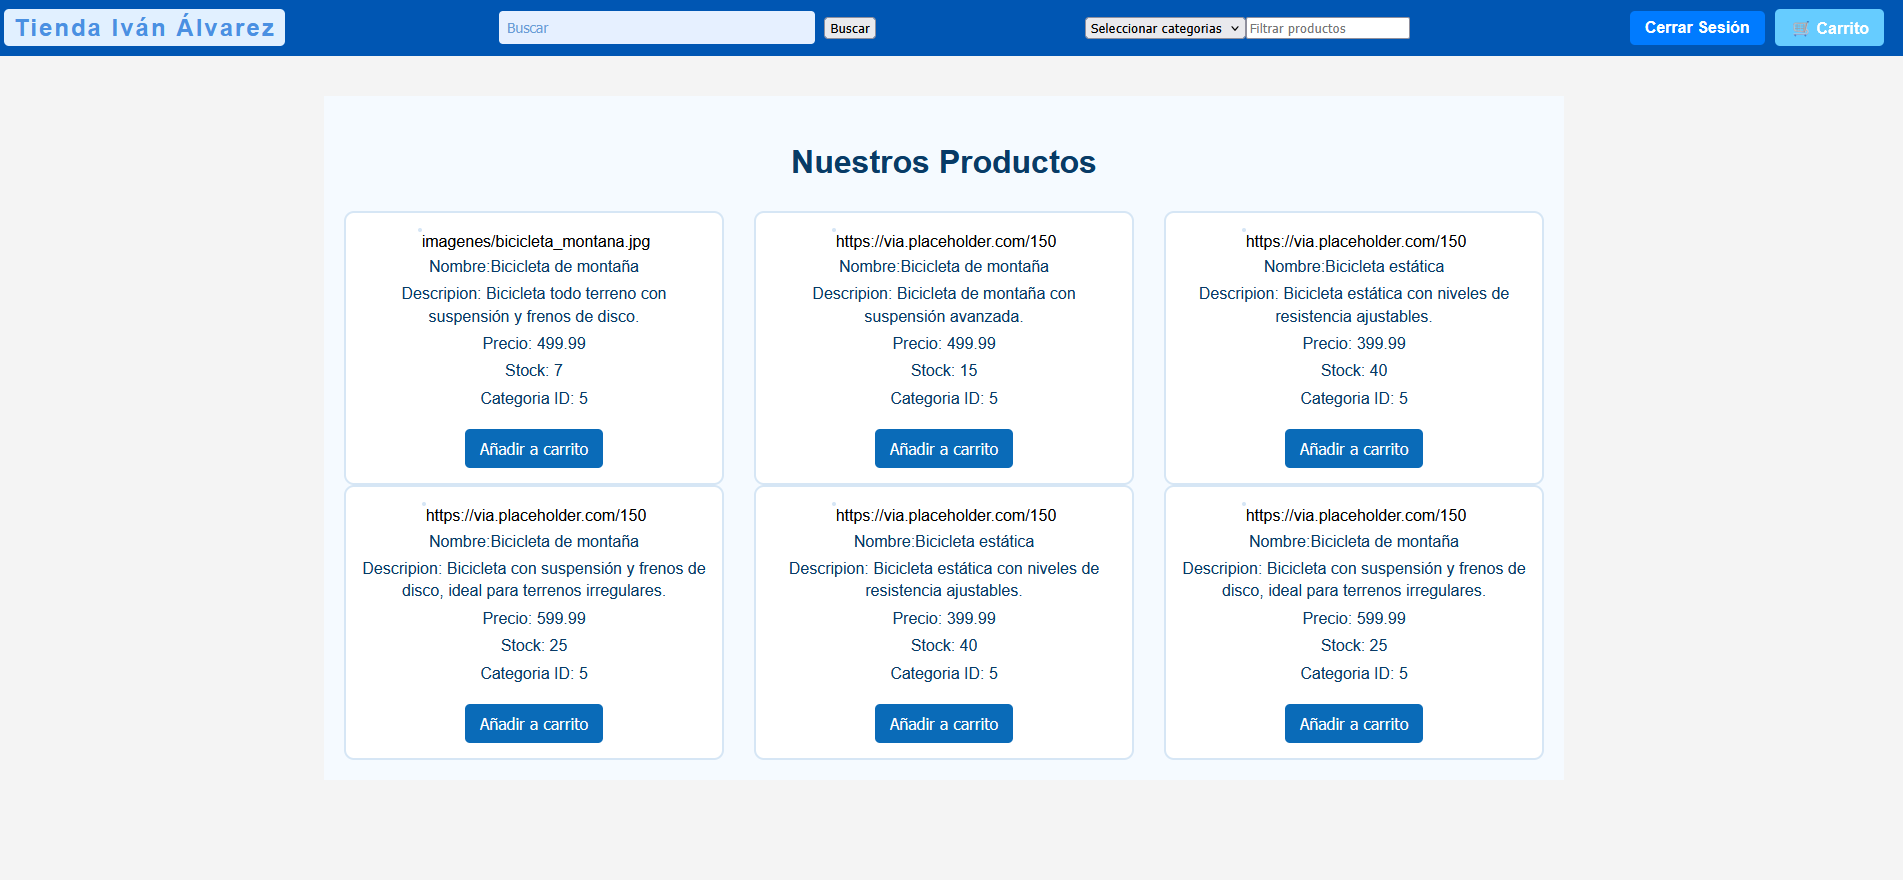 Tienda Iván Álvarez
Buscar
Buscar
Seleccionar categorias
Filtrar productos
Cerrar Sesión
🛒 Carrito
Nuestros Productos
imagenes/bicicleta_montana.jpg
Nombre:Bicicleta de montaña
Descripion: Bicicleta todo terreno con
suspensión y frenos de disco.
Precio: 499.99
Stock: 7
Categoria ID: 5
Añadir a carrito
https://via.placeholder.com/150
Nombre:Bicicleta de montaña
Descripion: Bicicleta de montaña con
suspensión avanzada.
Precio: 499.99
Stock: 15
Categoria ID: 5
Añadir a carrito
https://via.placeholder.com/150
Nombre:Bicicleta estática
Descripion: Bicicleta estática con niveles de
resistencia ajustables.
Precio: 399.99
Stock: 40
Categoria ID: 5
Añadir a carrito
https://via.placeholder.com/150
Nombre:Bicicleta de montaña
Descripion: Bicicleta con suspensión y frenos de
disco, ideal para terrenos irregulares.
Precio: 599.99
Stock: 25
Categoria ID: 5
Añadir a carrito
https://via.placeholder.com/150
Nombre:Bicicleta estática
Descripion: Bicicleta estática con niveles de
resistencia ajustables.
Precio: 399.99
Stock: 40
Categoria ID: 5
Añadir a carrito
https://via.placeholder.com/150
Nombre:Bicicleta de montaña
Descripion: Bicicleta con suspensión y frenos de
disco, ideal para terrenos irregulares.
Precio: 599.99
Stock: 25
Categoria ID: 5
Añadir a carrito